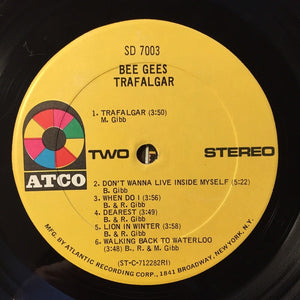 SD 7003
BEE GEES
TRAFALGAR
1. TRAFALGAR (3:50)
M. Gibb
TWO
STEREO
ATCO
2. DON'T WANNA LIVE INSIDE MYSELF (5:22)
B. Gibb
3. WHEN DO I (3:56)
B. & R. Gibb
4. DEAREST (3:49)
B. & R. Gibb
5. LION IN WINTER (3:58)
B. & R. Gibb
6. WALKING BACK TO WATERLOO
(3:48) B., R. & M. Gibb
(ST-C-712282RI)
MFG. BY ATLANTIC RECORDING CORP., 1841 BROADWAY, NEW YORK, N.Y.